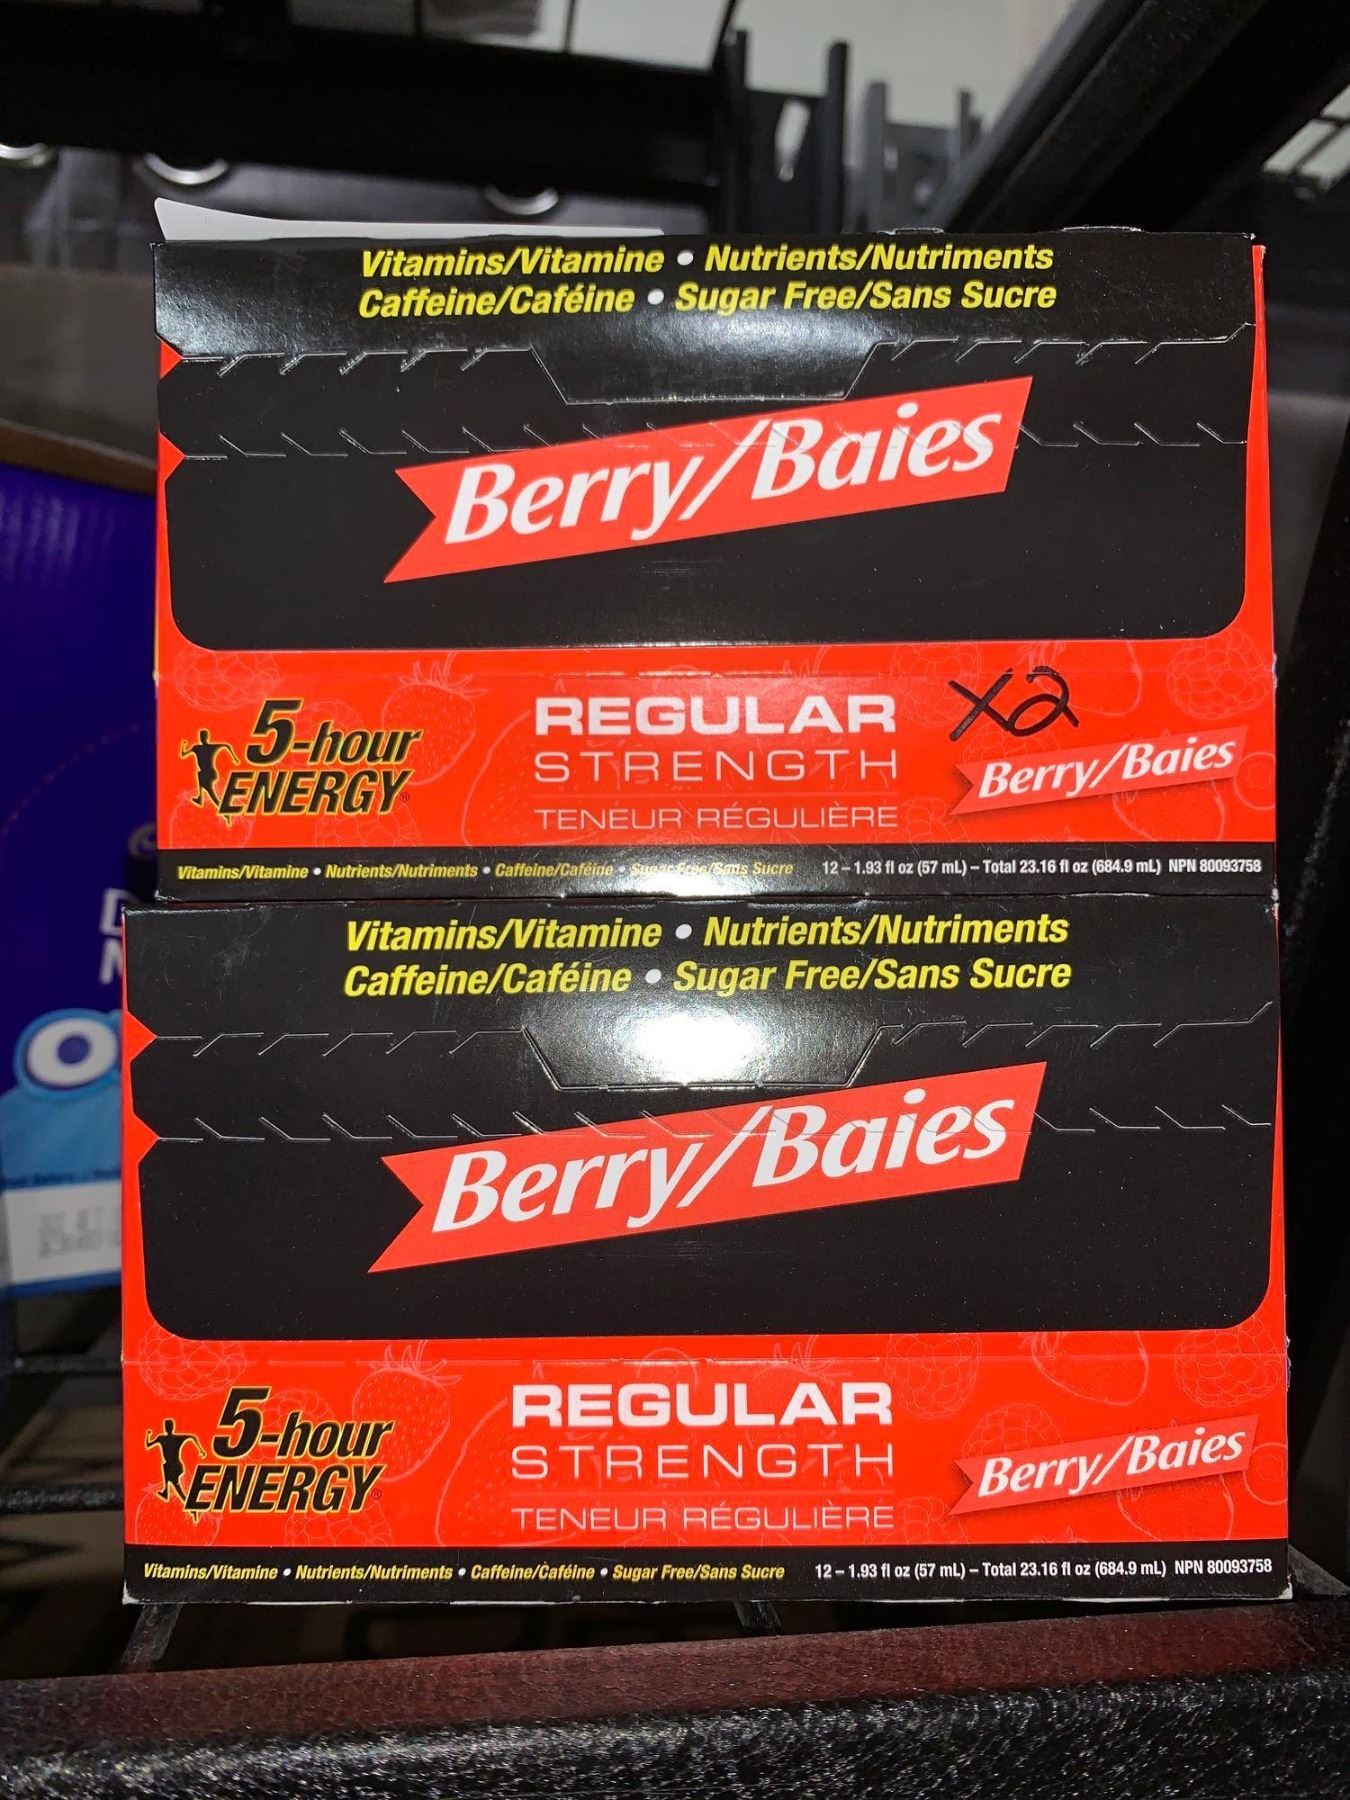 Vitamins/Vitamine • Nutrients/Nutriments
Caffeine/Caféine • Sugar Free/Sans Sucre
Berry/Baies
5-hour
ENERGY®
REGULAR
STRENGTH
TENEUR RÉGULIÈRE
X2
Berry/Baies
Vitamins/Vitamine • Nutrients/Nutriments • Caffeine/Caféine • Sugar Free/Sans Sucre 12 – 1.93 fl oz (57 mL) – Total 23.16 fl oz (684.9 mL) NPN 80093758
Vitamins/Vitamine • Nutrients/Nutriments
Caffeine/Caféine • Sugar Free/Sans Sucre
Berry/Baies
5-hour
ENERGY®
REGULAR
STRENGTH
TENEUR RÉGULIÈRE
Berry/Baies
Vitamins/Vitamine • Nutrients/Nutriments • Caffeine/Caféine • Sugar Free/Sans Sucre 12 – 1.93 fl oz (57 mL) – Total 23.16 fl oz (684.9 mL) NPN 80093758